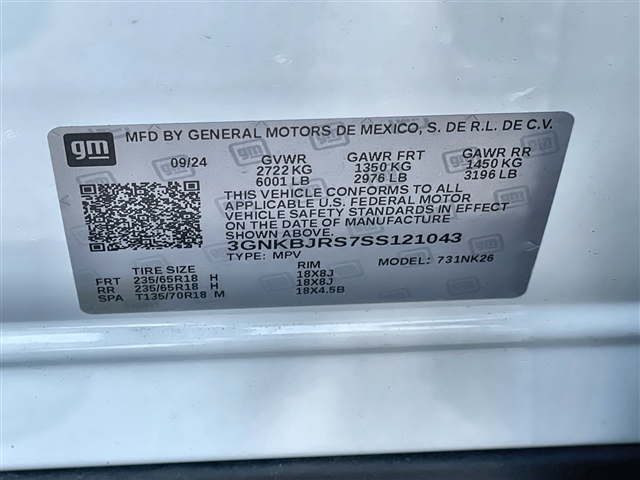 gm
MFD BY GENERAL MOTORS DE MEXICO, S. DE R.L. DE C.V.
09/24 GVWR GAWR FRT GAWR RR
2722 KG 1350 KG 1450 KG
6001 LB 2976 LB 3196 LB
THIS VEHICLE CONFORMS TO ALL
APPLICABLE U.S. FEDERAL MOTOR
VEHICLE SAFETY STANDARDS IN EFFECT
ON THE DATE OF MANUFACTURE
SHOWN ABOVE.
3GNKBJRS7SS121043
TYPE: MPV MODEL: 731NK26
TIRE SIZE RIM
FRT 235/65R18 H 18X8J
RR 235/65R18 H 18X8J
SPA T135/70R18 M 18X4.5B